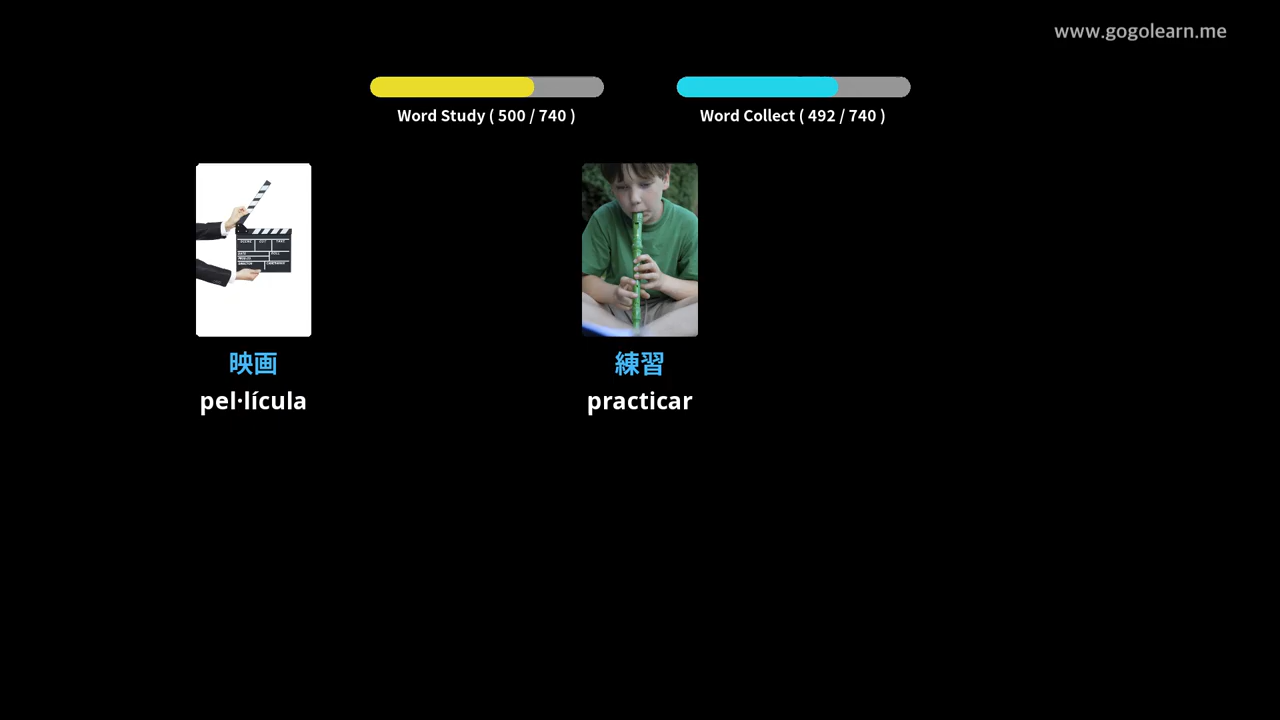 www.gogolearn.me
Word Study ( 500 / 740 )
Word Collect ( 492 / 740 )
映画
pel·lícula
練習
practicar